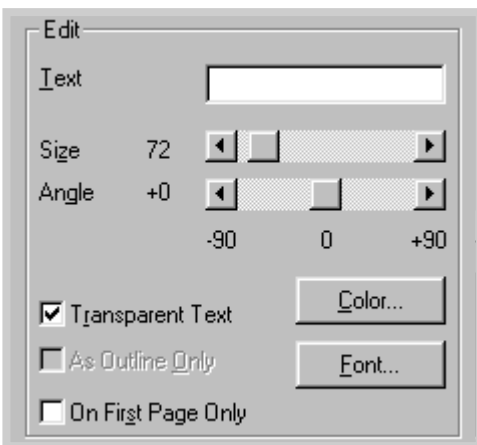 Edit
Text
Size 72
Angle +0
-90 0 +90
Transparent Text
Color...
As Outline Only
Font...
On First Page Only